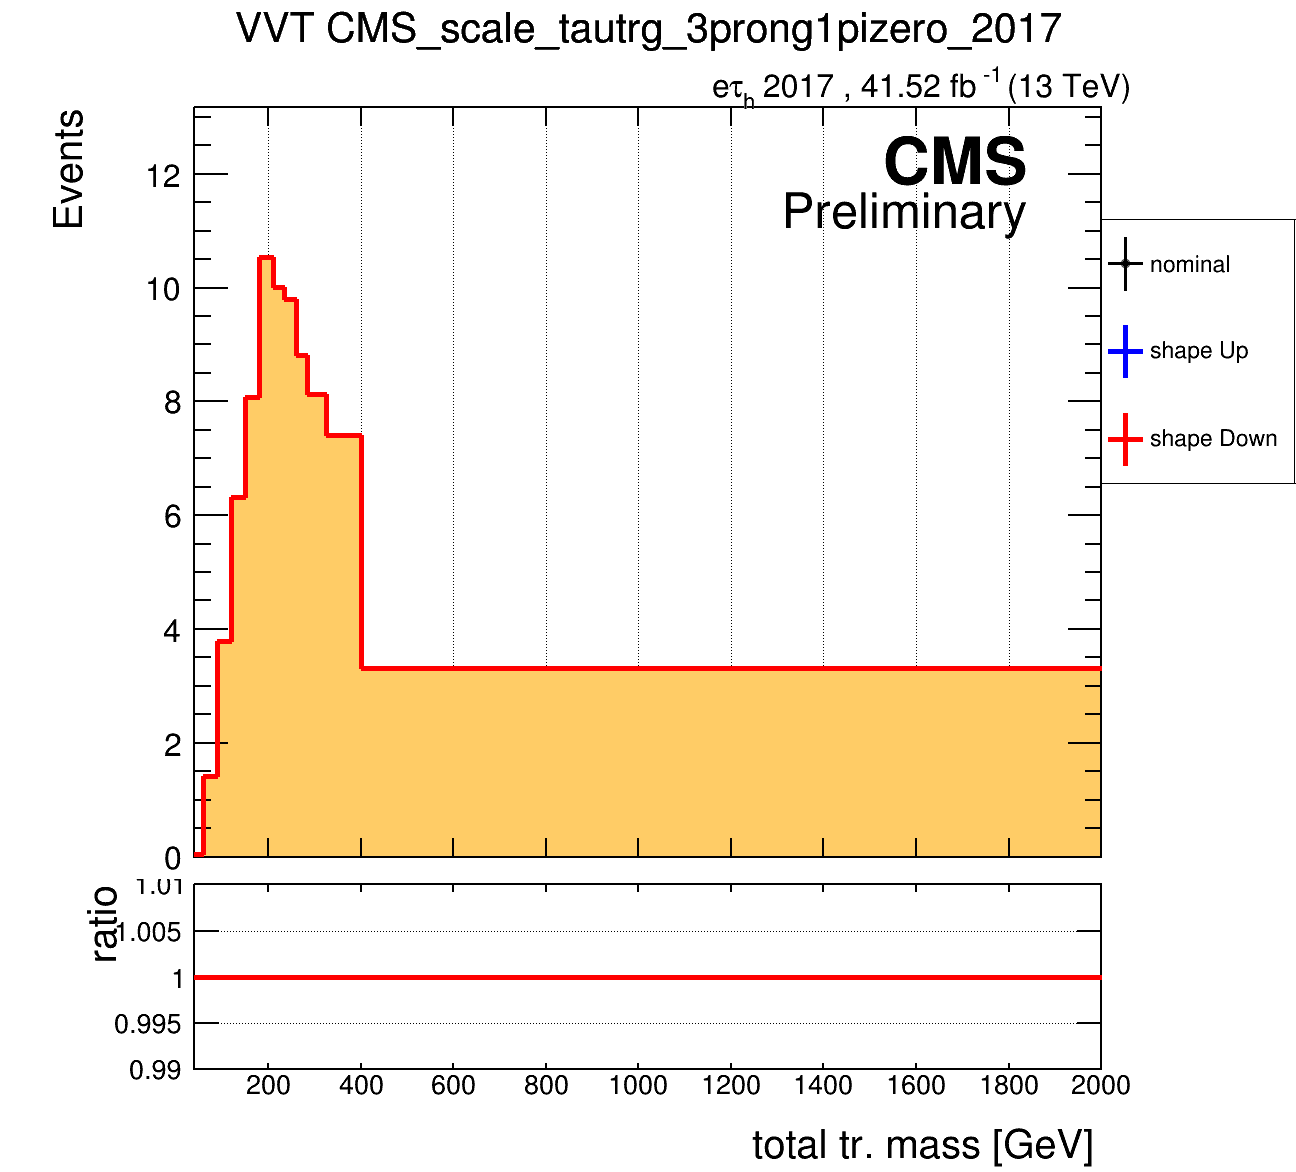 VVT CMS_scale_tautrg_3prong1pizero_2017
eτh 2017 , 41.52 fb -1 (13 TeV)
Events
CMS
Preliminary
12
10
8
6
4
2
0
nominal
shape Up
shape Down
ratio
1.01
1.005
1
0.995
0.99
200 400 600 800 1000 1200 1400 1600 1800 2000
total tr. mass [GeV]